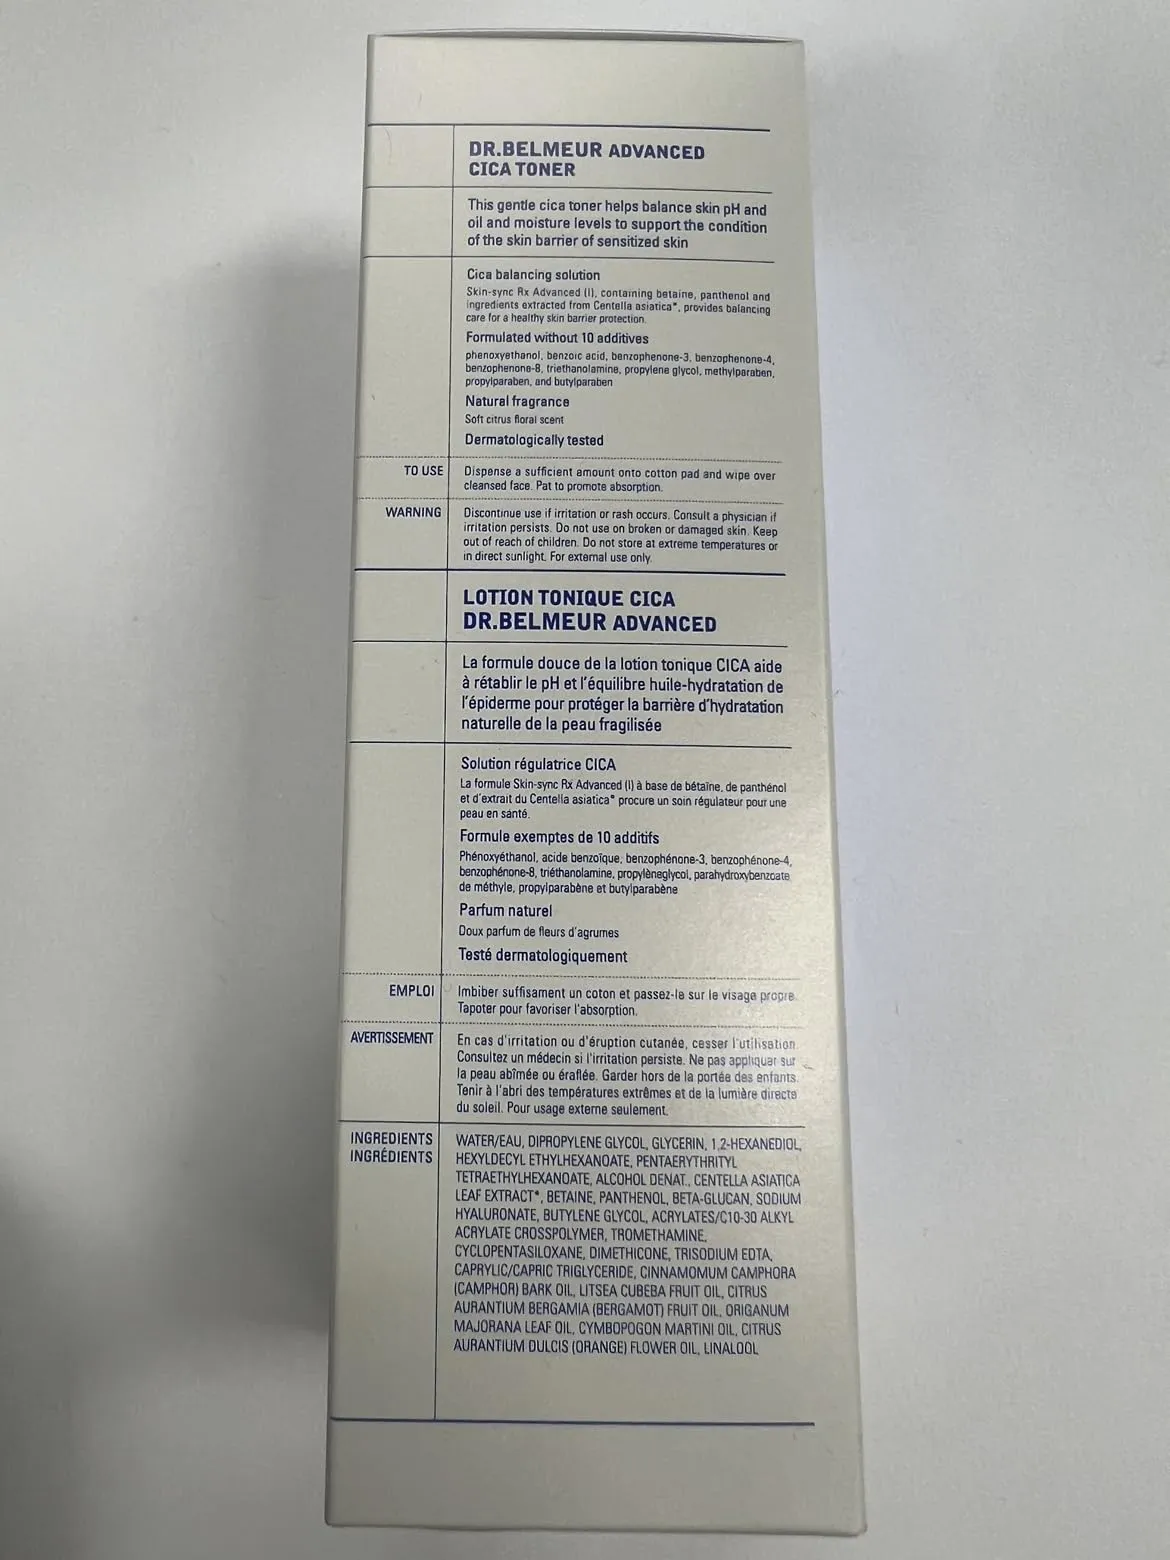 DR.BELMEUR ADVANCED
CICA TONER
This gentle cica toner helps balance skin pH and
oil and moisture levels to support the condition
of the skin barrier of sensitized skin
Cica balancing solution
Skin-sync Rx Advanced (I), containing betaine, panthenol and
ingredients extracted from Centella asiatica*, provides balancing
care for a healthy skin barrier protection.
Formulated without 10 additives
phenoxyethanol, benzoic acid, benzophenone-3, benzophenone-4,
benzophenone-8, triethanolamine, propylene glycol, methylparaben,
propylparaben, and butylparaben
Natural fragrance
Soft citrus floral scent
Dermatologically tested
TO USE
Dispense a sufficient amount onto cotton pad and wipe over
cleansed face. Pat to promote absorption.
WARNING
Discontinue use if irritation or rash occurs. Consult a physician if
irritation persists. Do not use on broken or damaged skin. Keep
out of reach of children. Do not store at extreme temperatures or
in direct sunlight. For external use only.
LOTION TONIQUE CICA
DR.BELMEUR ADVANCED
La formule douce de la lotion tonique CICA aide
à rétablir le pH et l'équilibre huile-hydratation de
l'épiderme pour protéger la barrière d'hydratation
naturelle de la peau fragilisée
Solution régulatrice CICA
La formule Skin-sync Rx Advanced (I) à base de bétaïne, de panthénol
et d'extrait du Centella asiatica* procure un soin régulateur pour une
peau en santé.
Formule exemptes de 10 additifs
Phénoxyéthanol, acide benzoïque, benzophénone-3, benzophénone-4,
benzophénone-8, triéthanolamine, propylèneglycol, parahydroxybenzoate
de méthyle, propylparabène et butylparabène
Parfum naturel
Doux parfum de fleurs d'agrumes
Testé dermatologiquement
EMPLOI
Imbiber suffisament un coton et passez-le sur le visage propre.
Tapoter pour favoriser l'absorption.
AVERTISSEMENT
En cas d'irritation ou d'éruption cutanée, cesser l'utilisation.
Consultez un médecin si l'irritation persiste. Ne pas appliquer sur
la peau abîmée ou éraflée. Garder hors de la portée des enfants.
Tenir à l'abri des températures extrêmes et de la lumière directe
du soleil. Pour usage externe seulement.
INGREDIENTS
INGRÉDIENTS
WATER/EAU, DIPROPYLENE GLYCOL, GLYCERIN, 1,2-HEXANEDIOL,
HEXYLDECYL ETHYLHEXANOATE, PENTAERYTHRITYL
TETRAETHYLHEXANOATE, ALCOHOL DENAT., CENTELLA ASIATICA
LEAF EXTRACT*, BETAINE, PANTHENOL, BETA-GLUCAN, SODIUM
HYALURONATE, BUTYLENE GLYCOL, ACRYLATES/C10-30 ALKYL
ACRYLATE CROSSPOLYMER, TROMETHAMINE,
CYCLOPENTASILOXANE, DIMETHICONE, TRISODIUM EDTA,
CAPRYLIC/CAPRIC TRIGLYCERIDE, CINNAMOMUM CAMPHORA
(CAMPHOR) BARK OIL, LITSEA CUBEBA FRUIT OIL, CITRUS
AURANTIUM BERGAMIA (BERGAMOT) FRUIT OIL, ORIGANUM
MAJORANA LEAF OIL, CYMBOPOGON MARTINI OIL, CITRUS
AURANTIUM DULCIS (ORANGE) FLOWER OIL, LINALOOL